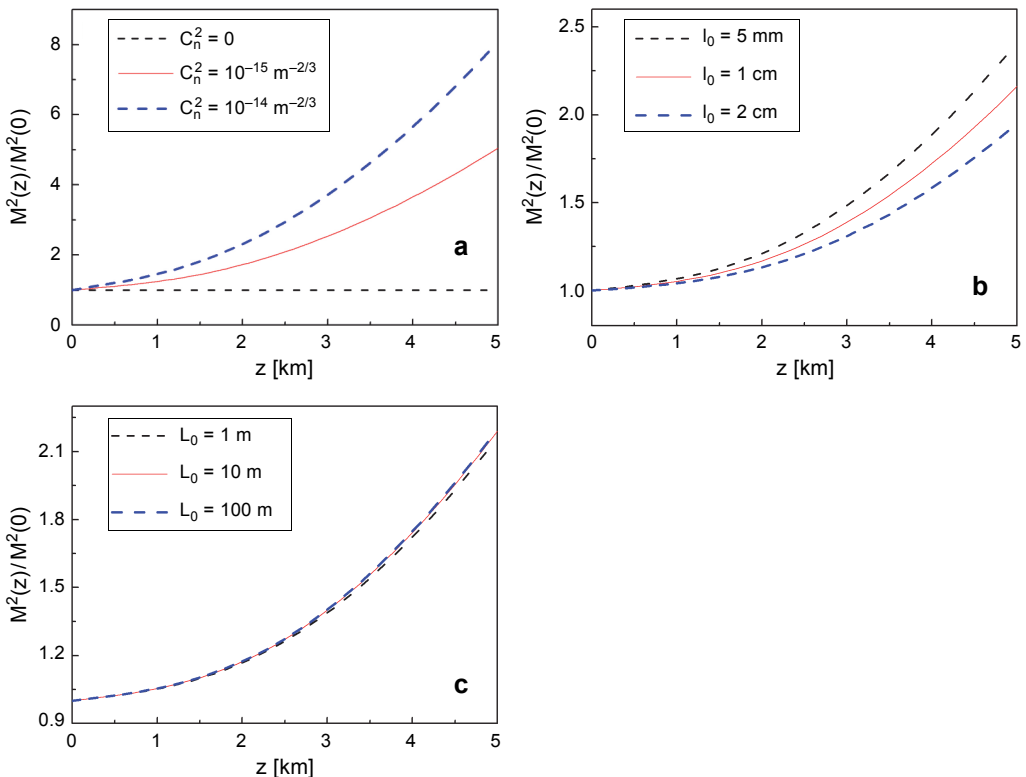 8
6
4
2
0
M²(z)/M²(0)
C_n² = 0
C_n² = 10⁻¹⁵ m⁻²ᐟ³
C_n² = 10⁻¹⁴ m⁻²ᐟ³
a
0 1 2 3 4 5
z [km]
2.5
2.0
1.5
1.0
M²(z)/M²(0)
l₀ = 5 mm
l₀ = 1 cm
l₀ = 2 cm
b
0 1 2 3 4 5
z [km]
2.1
1.8
1.5
1.2
0.9
M²(z)/M²(0)
L₀ = 1 m
L₀ = 10 m
L₀ = 100 m
c
0 1 2 3 4 5
z [km]